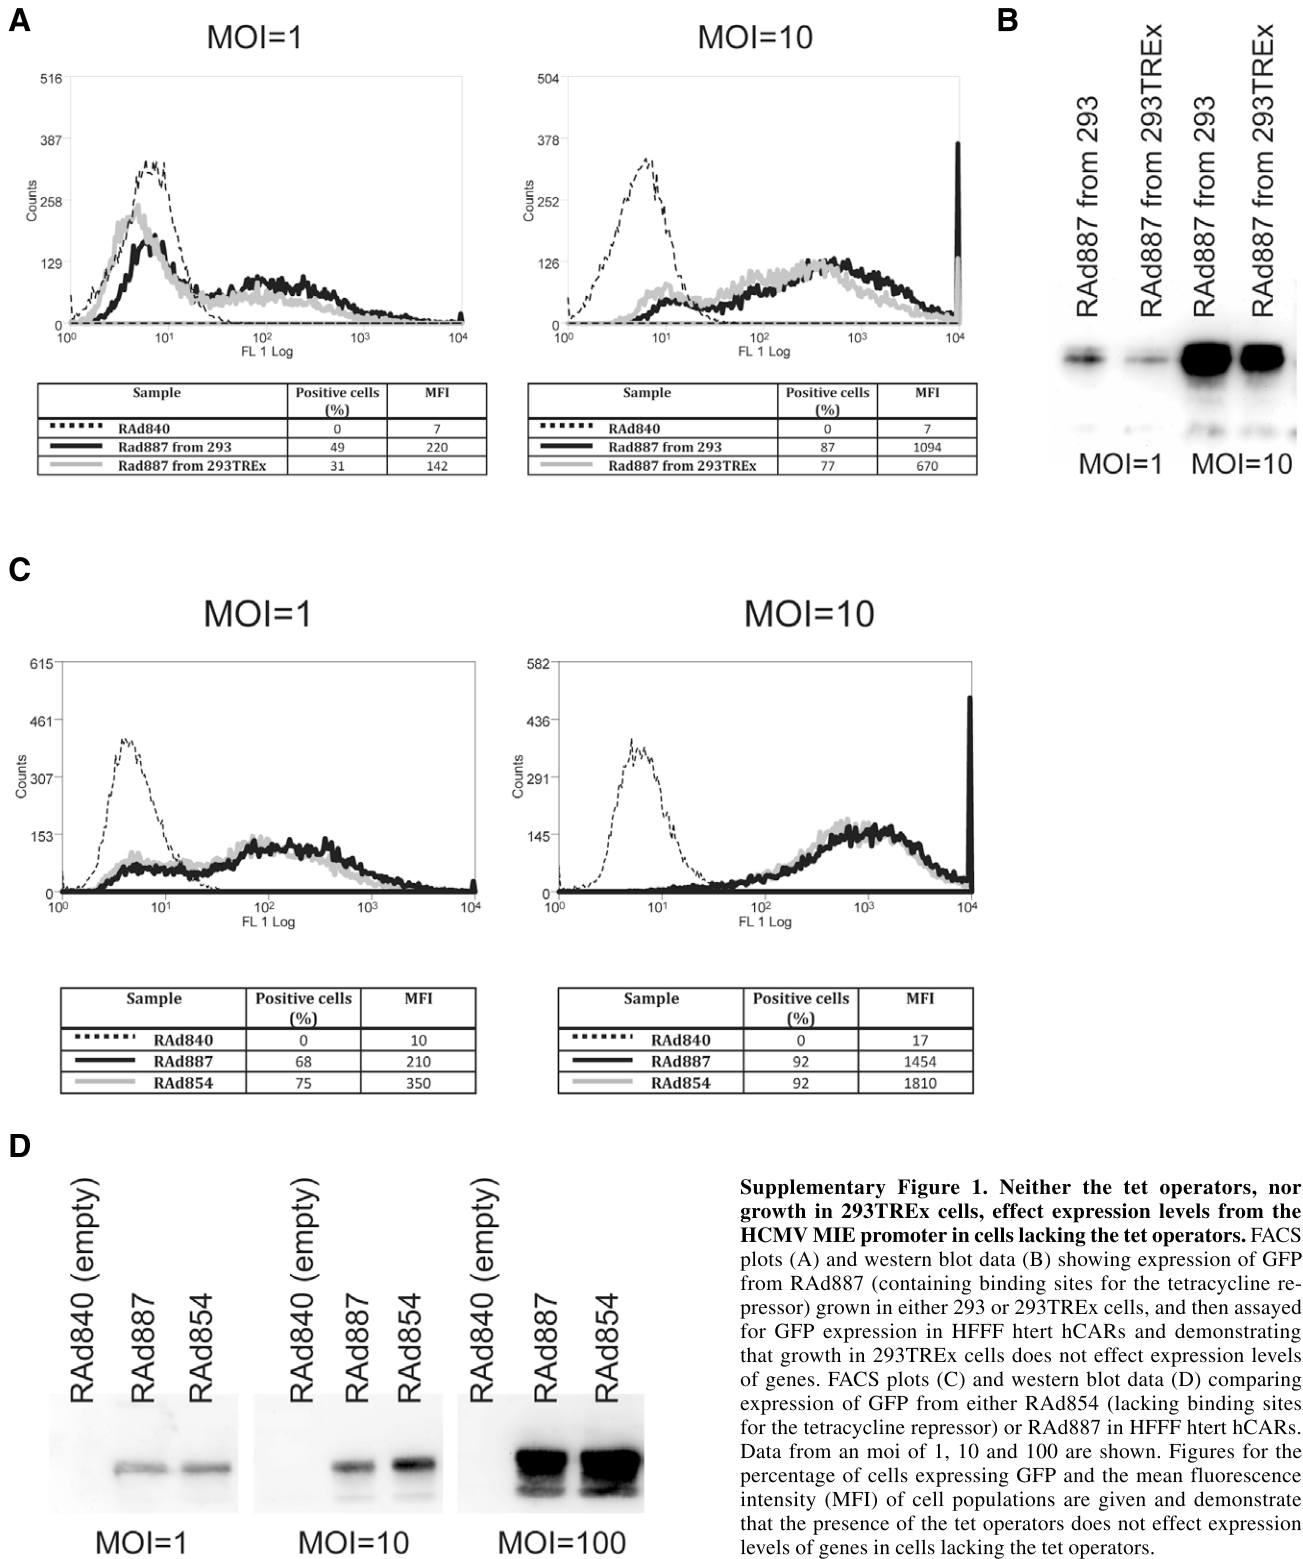 A
MOI=1
516
387
258
129
0
Counts
10⁰
10¹
10²
10³
10⁴
FL 1 Log
MOI=10
504
378
252
126
0
Counts
10⁰
10¹
10²
10³
10⁴
FL 1 Log
Sample Positive cells (%) MFI
RAd840 0 7
Rad887 from 293 49 220
Rad887 from 293TREx 31 142
Sample Positive cells (%) MFI
RAd840 0 7
Rad887 from 293 87 1094
Rad887 from 293TREx 77 670
B
RAd887 from 293
RAd887 from 293TREx
RAd887 from 293
RAd887 from 293TREx
MOI=1 MOI=10
C
MOI=1
615
461
307
153
0
Counts
10⁰
10¹
10²
10³
10⁴
FL 1 Log
MOI=10
582
436
291
145
0
Counts
10⁰
10¹
10²
10³
10⁴
FL 1 Log
Sample Positive cells (%) MFI
RAd840 0 10
RAd887 68 210
RAd854 75 350
Sample Positive cells (%) MFI
RAd840 0 17
RAd887 92 1454
RAd854 92 1810
D
RAd840 (empty)
RAd887
RAd854
RAd840 (empty)
RAd887
RAd854
RAd840 (empty)
RAd887
RAd854
MOI=1 MOI=10 MOI=100
Supplementary Figure 1. Neither the tet operators, nor
growth in 293TREx cells, effect expression levels from the
HCMV MIE promoter in cells lacking the tet operators. FACS
plots (A) and western blot data (B) showing expression of GFP
from RAd887 (containing binding sites for the tetracycline re-
pressor) grown in either 293 or 293TREx cells, and then assayed
for GFP expression in HFFF htert hCARs and demonstrating
that growth in 293TREx cells does not effect expression levels
of genes. FACS plots (C) and western blot data (D) comparing
expression of GFP from either RAd854 (lacking binding sites
for the tetracycline repressor) or RAd887 in HFFF htert hCARs.
Data from an moi of 1, 10 and 100 are shown. Figures for the
percentage of cells expressing GFP and the mean fluorescence
intensity (MFI) of cell populations are given and demonstrate
that the presence of the tet operators does not effect expression
levels of genes in cells lacking the tet operators.